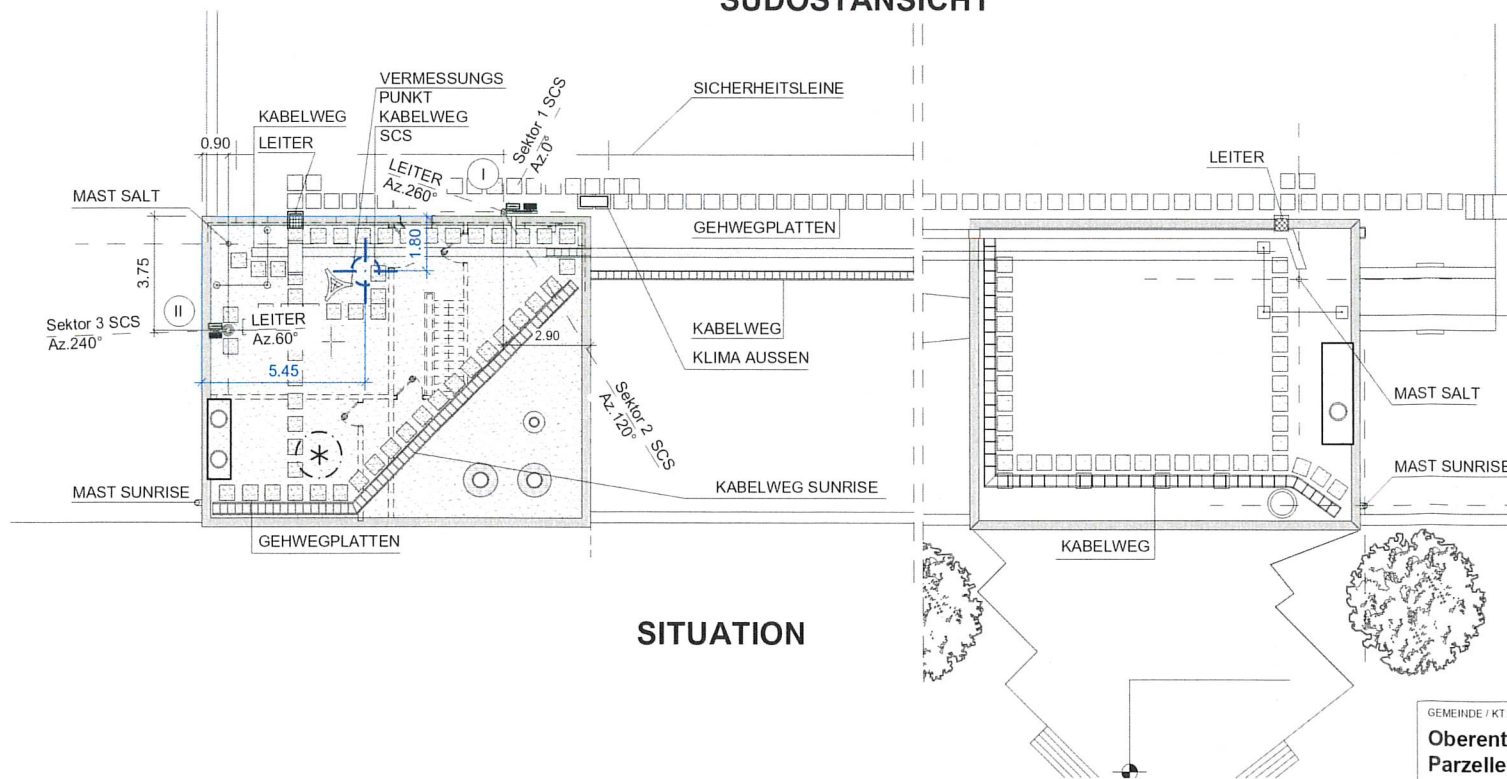 SÜDOSTANSICHT
VERMESSUNGS
PUNKT
KABELWEG
SCS
KABELWEG
LEITER
SICHERHEITSLEINE
Sektor 1 SCS
Az.0°
0.90
LEITER
Az.260°
I
LEITER
MAST SALT
GEHWEGPLATTEN
1.80
3.75
II
Sektor 3 SCS
Az.240°
LEITER
Az.60°
KABELWEG
2.90
KLIMA AUSSEN
5.45
Sektor 2 SCS
Az.120°
MAST SALT
MAST SUNRISE
KABELWEG SUNRISE
MAST SUNRISE
GEHWEGPLATTEN
KABELWEG
SITUATION
GEMEINDE / KT
Oberent
Parzelle